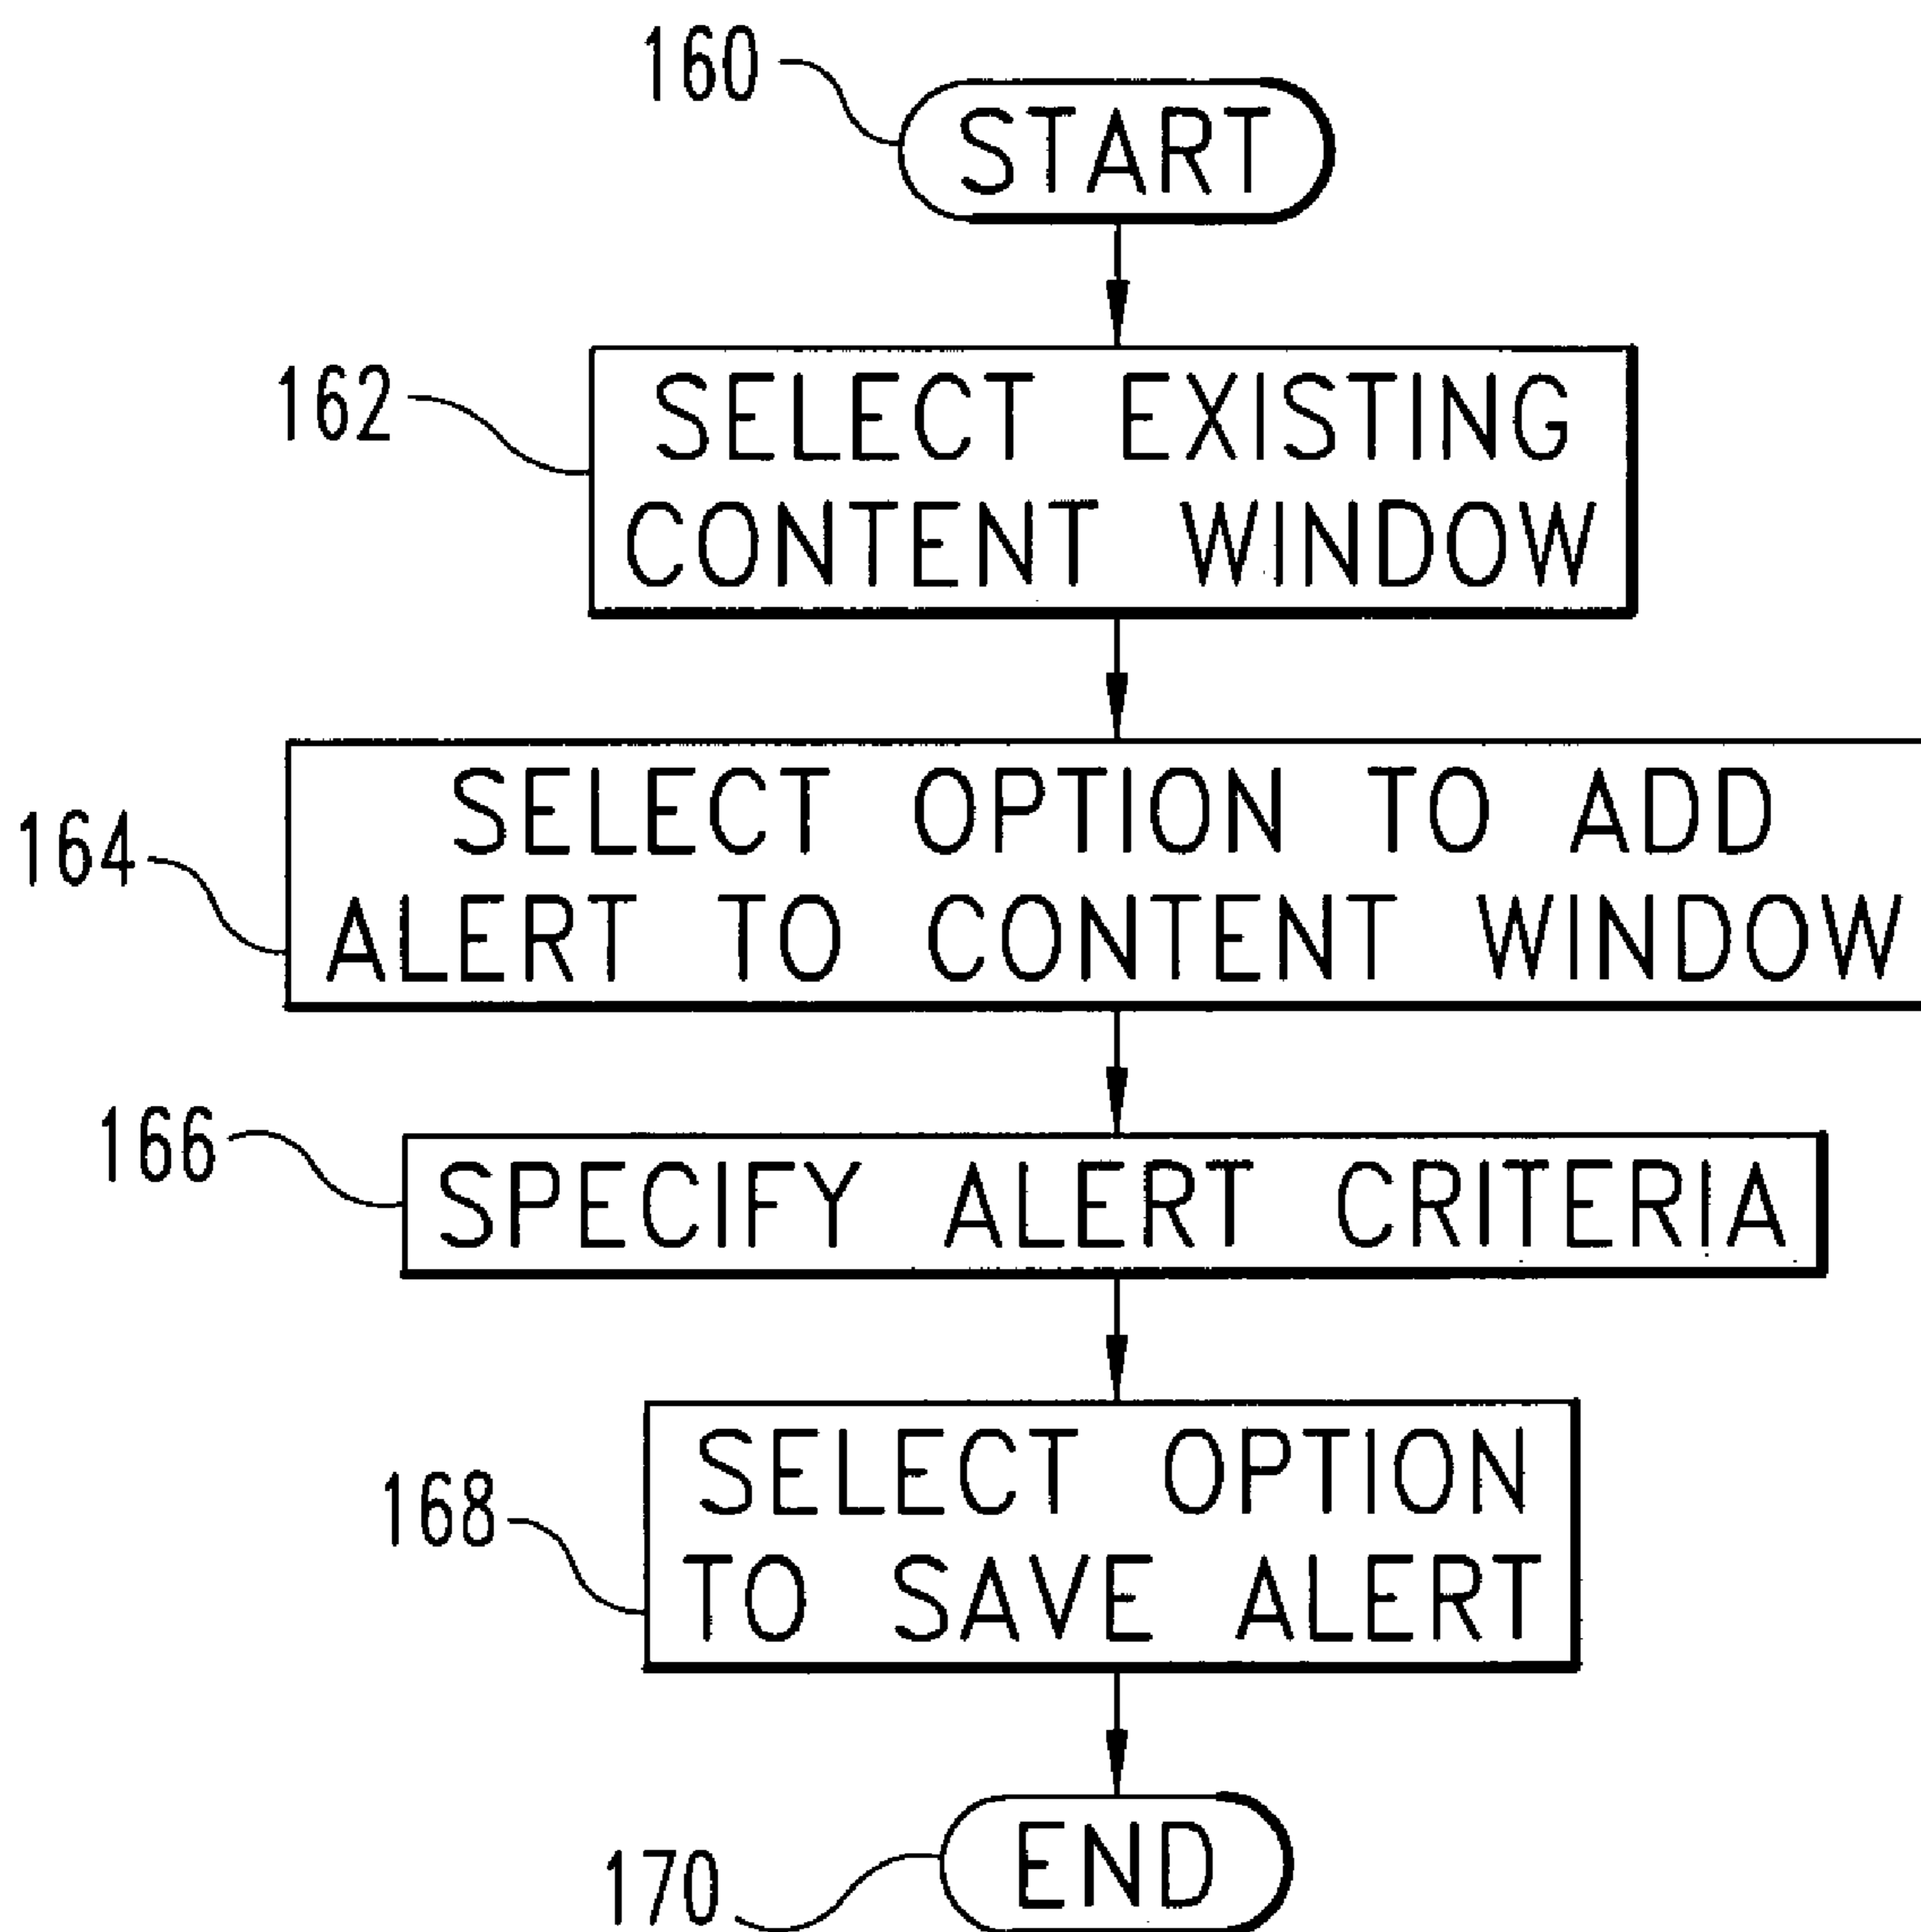 160
START
162
SELECT EXISTING
CONTENT WINDOW
164
SELECT OPTION TO ADD
ALERT TO CONTENT WINDOW
166
SPECIFY ALERT CRITERIA
168
SELECT OPTION
TO SAVE ALERT
170
END